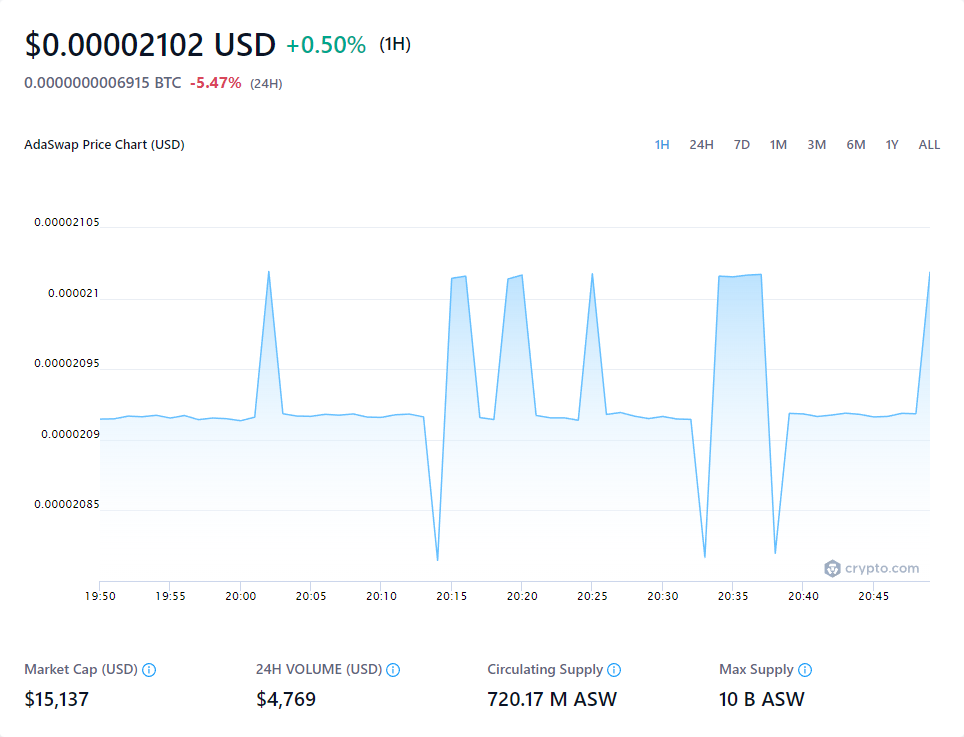 $0.00002102 USD +0.50% (1H)
0.0000000006915 BTC -5.47% (24H)
AdaSwap Price Chart (USD) 1H 24H 7D 1M 3M 6M 1Y ALL
0.00002105
0.000021
0.00002095
0.0000209
0.00002085
crypto.com
19:50 19:55 20:00 20:05 20:10 20:15 20:20 20:25 20:30 20:35 20:40 20:45
Market Cap (USD) 24H VOLUME (USD) Circulating Supply Max Supply
$15,137 $4,769 720.17 M ASW 10 B ASW